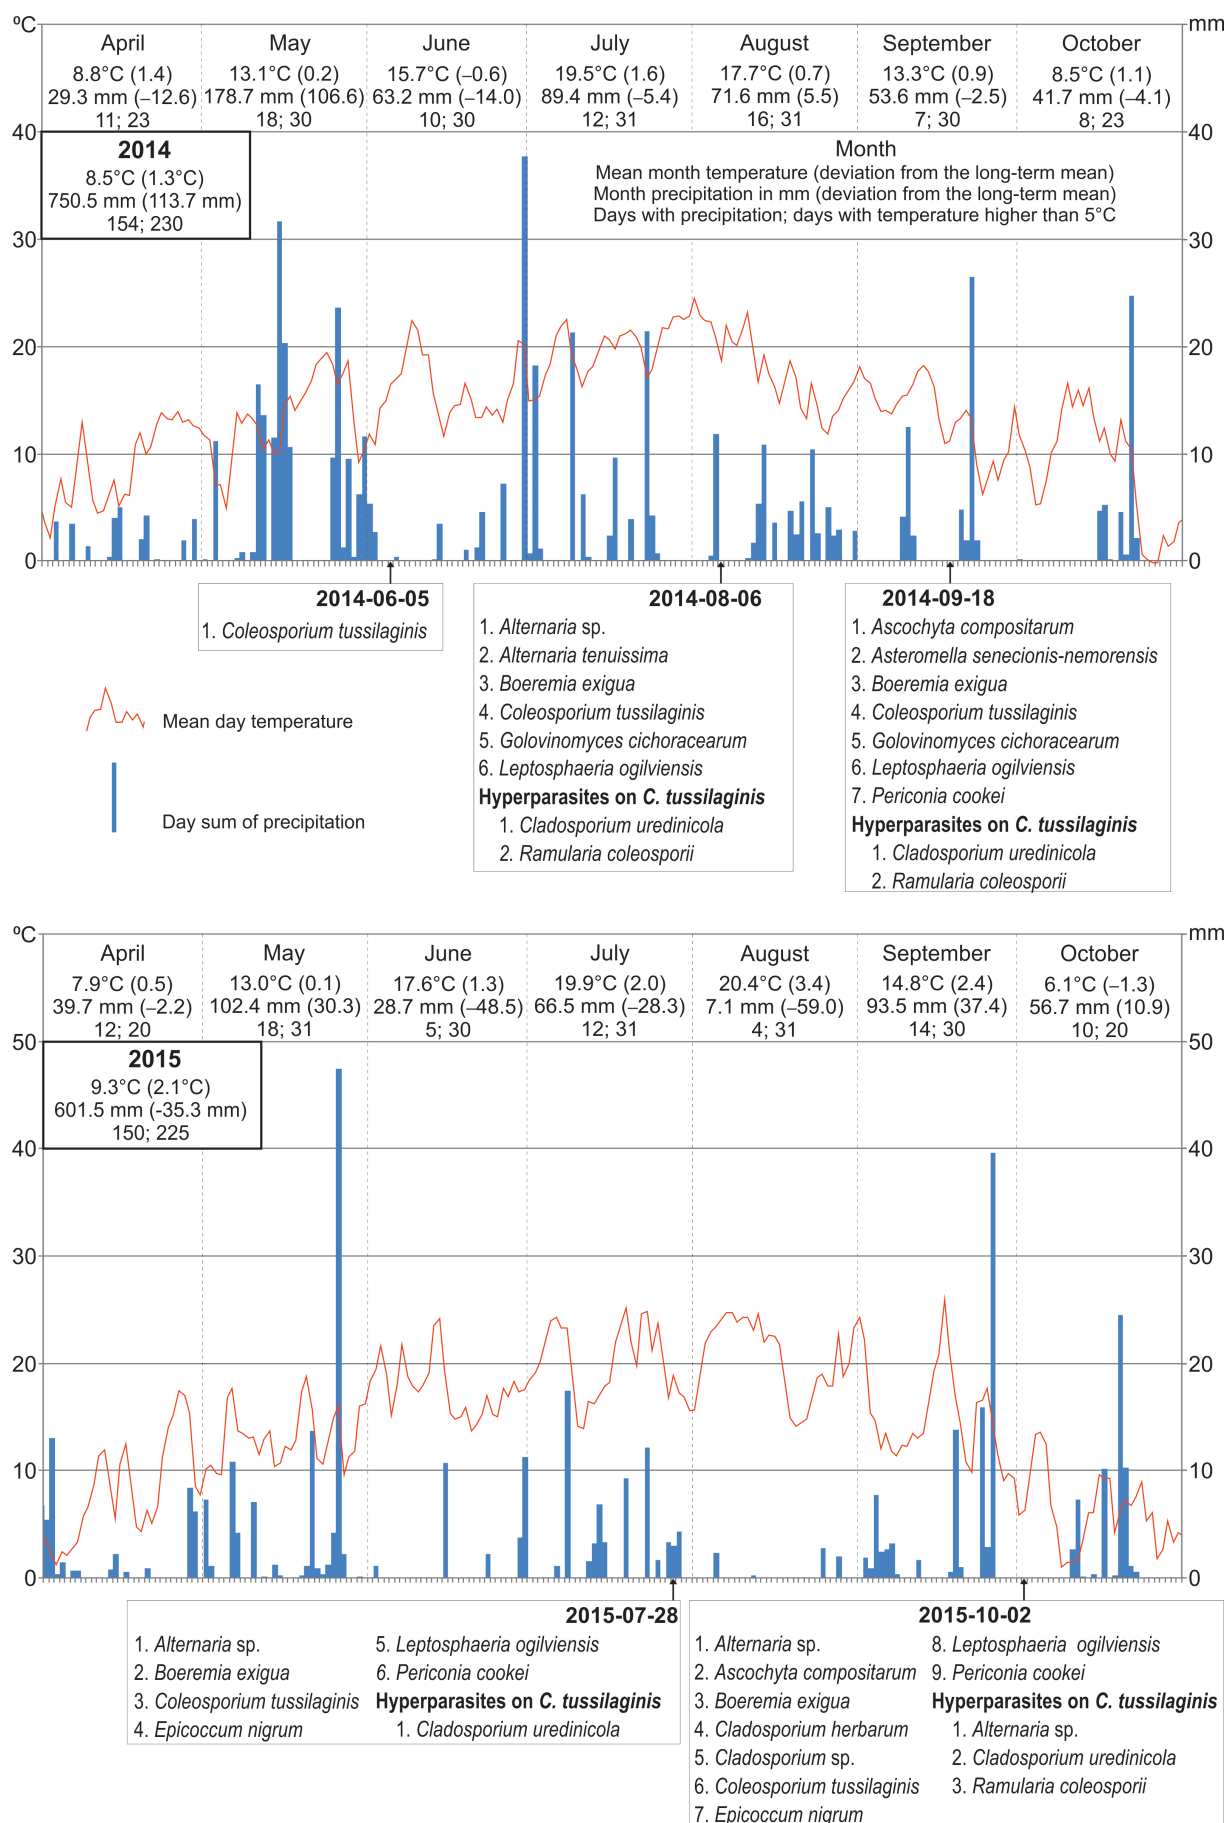 ºC
mm
April
May
June
July
August
September
October
8.8°C (1.4)
13.1°C (0.2)
15.7°C (–0.6)
19.5°C (1.6)
17.7°C (0.7)
13.3°C (0.9)
8.5°C (1.1)
29.3 mm (–12.6)
178.7 mm (106.6)
63.2 mm (–14.0)
89.4 mm (–5.4)
71.6 mm (5.5)
53.6 mm (–2.5)
41.7 mm (–4.1)
11; 23
18; 30
10; 30
12; 31
16; 31
7; 30
8; 23
40
40
2014
8.5°C (1.3°C)
750.5 mm (113.7 mm)
154; 230
Month
Mean month temperature (deviation from the long-term mean)
Month precipitation in mm (deviation from the long-term mean)
Days with precipitation; days with temperature higher than 5°C
30
30
20
20
10
10
0
0
2014-06-05
1. Coleosporium tussilaginis
2014-08-06
1. Alternaria sp.
2. Alternaria tenuissima
3. Boeremia exigua
4. Coleosporium tussilaginis
5. Golovinomyces cichoracearum
6. Leptosphaeria ogilviensis
Hyperparasites on C. tussilaginis
1. Cladosporium uredinicola
2. Ramularia coleosporii
2014-09-18
1. Ascochyta compositarum
2. Asteromella senecionis-nemorensis
3. Boeremia exigua
4. Coleosporium tussilaginis
5. Golovinomyces cichoracearum
6. Leptosphaeria ogilviensis
7. Periconia cookei
Hyperparasites on C. tussilaginis
1. Cladosporium uredinicola
2. Ramularia coleosporii
Mean day temperature
Day sum of precipitation
ºC
mm
April
May
June
July
August
September
October
7.9°C (0.5)
13.0°C (0.1)
17.6°C (1.3)
19.9°C (2.0)
20.4°C (3.4)
14.8°C (2.4)
6.1°C (–1.3)
39.7 mm (–2.2)
102.4 mm (30.3)
28.7 mm (–48.5)
66.5 mm (–28.3)
7.1 mm (–59.0)
93.5 mm (37.4)
56.7 mm (10.9)
12; 20
18; 31
5; 30
12; 31
4; 31
14; 30
10; 20
50
50
2015
9.3°C (2.1°C)
601.5 mm (-35.3 mm)
150; 225
40
40
30
30
20
20
10
10
0
0
2015-07-28
1. Alternaria sp.
2. Boeremia exigua
3. Coleosporium tussilaginis
4. Epicoccum nigrum
5. Leptosphaeria ogilviensis
6. Periconia cookei
Hyperparasites on C. tussilaginis
1. Cladosporium uredinicola
2015-10-02
1. Alternaria sp.
2. Ascochyta compositarum
3. Boeremia exigua
4. Cladosporium herbarum
5. Cladosporium sp.
6. Coleosporium tussilaginis
7. Epicoccum nigrum
8. Leptosphaeria ogilviensis
9. Periconia cookei
Hyperparasites on C. tussilaginis
1. Alternaria sp.
2. Cladosporium uredinicola
3. Ramularia coleosporii